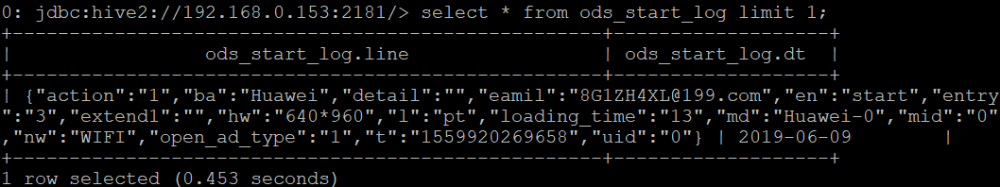 0: jdbc:hive2://192.168.0.153:2181/> select * from ods_start_log limit 1;
+----------------------------------------------------+-------------------+
|                 ods_start_log.line                 | ods_start_log.dt  |
+----------------------------------------------------+-------------------+
| {"action":"1","ba":"Huawei","detail":"","eamil":"8G1ZH4XL@199.com","en":"start","entry
":"3","extend1":"","hw":"640*960","l":"pt","loading_time":"13","md":"Huawei-0","mid":"0"
,"nw":"WIFI","open_ad_type":"1","t":"1559920269658","uid":"0"} | 2019-06-09        |
+----------------------------------------------------+-------------------+
1 row selected (0.453 seconds)